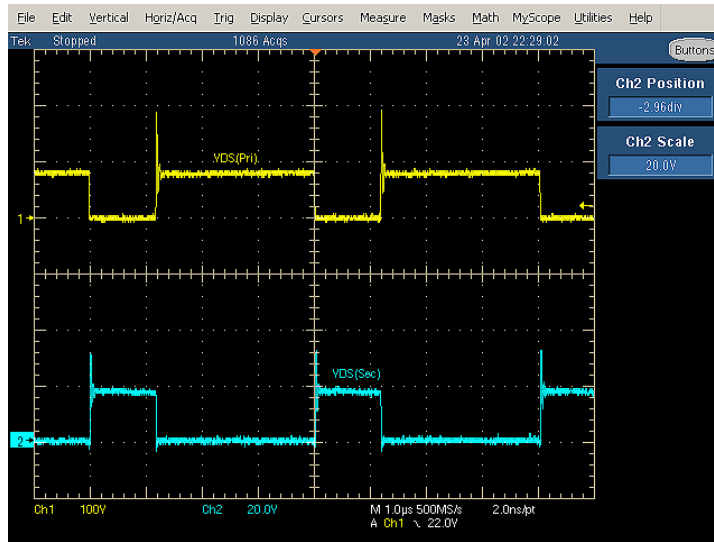 File Edit Vertical Horiz/Acq Trig Display Cursors Measure Masks Math MyScope Utilities Help
Tek Stopped 1086 Acqs 23 Apr 02 22:29:02
Buttons
Ch2 Position
-2.96div
Ch2 Scale
20.0V
VDS(Pri)
1
VDS(Sec)
2
Ch1 100V Ch2 20.0V M 1.0µs 500MS/s 2.0ns/pt
A Ch1 \ 22.0V